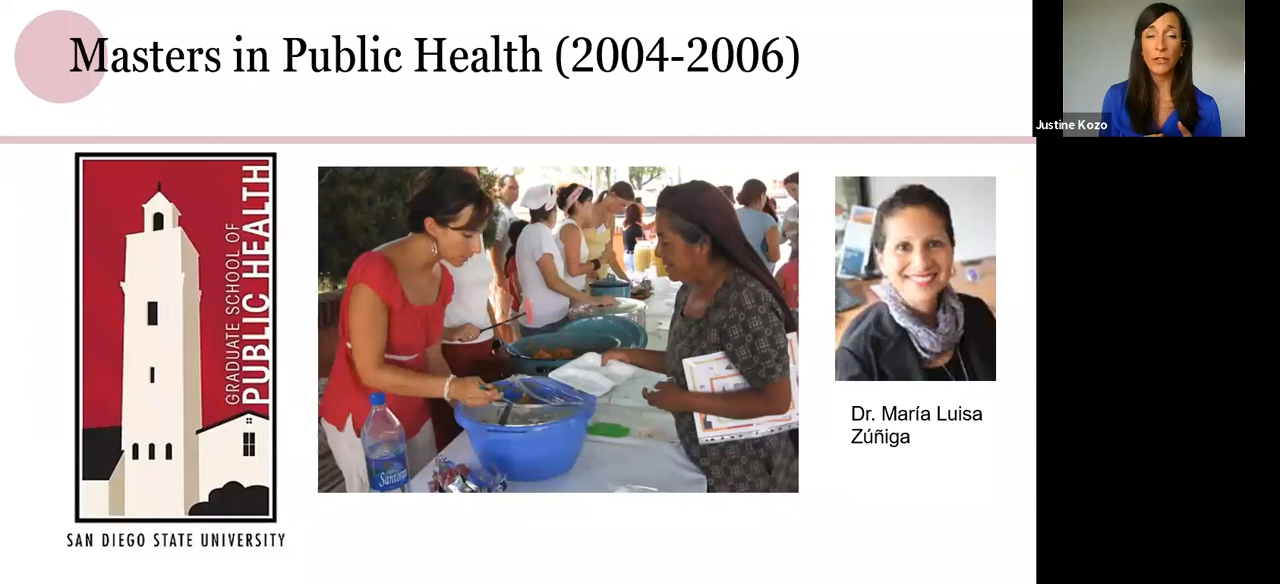 Masters in Public Health (2004-2006)
Justine Kozo
GRADUATE SCHOOL OF
PUBLIC HEALTH
SAN DIEGO STATE UNIVERSITY
Dr. María Luisa
Zúñiga